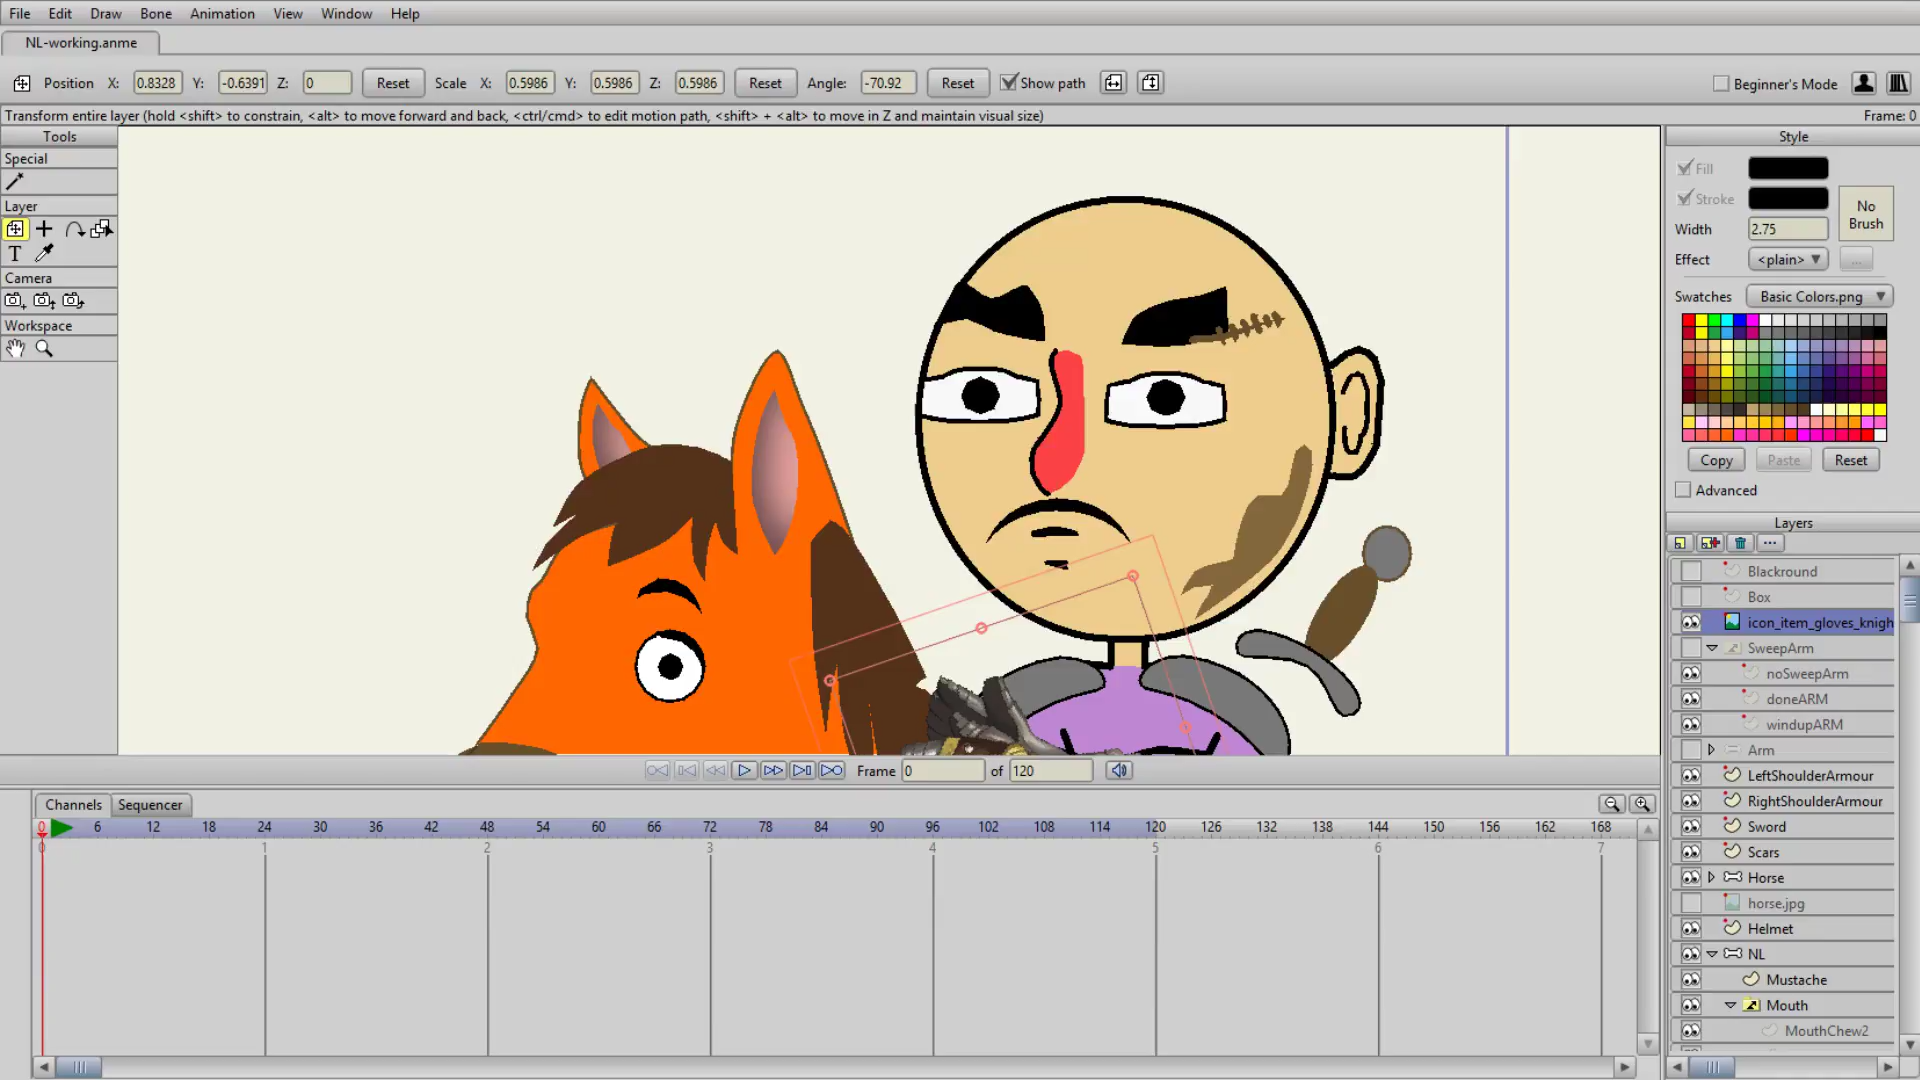 File Edit Draw Bone Animation View Window Help
NL-working.anme
Position X: 0.8328 Y: -0.6391 Z: 0 Reset Scale X: 0.5986 Y: 0.5986 Z: 0.5986 Reset Angle: -70.92 Reset Show path Beginner's Mode
Transform entire layer (hold <shift> to constrain, <alt> to move forward and back, <ctrl/cmd> to edit motion path, <shift> + <alt> to move in Z and maintain visual size) Frame: 0
Tools
Special
Layer
T
Camera
Workspace
Style
Fill
Stroke
No Brush
Width 2.75
Effect <plain> ...
Swatches Basic Colors.png
Copy Paste Reset
Advanced
Layers
...
Blackround
Box
icon_item_gloves_knigh
SweepArm
noSweepArm
doneARM
windupARM
Arm
LeftShoulderArmour
RightShoulderArmour
Sword
Scars
Horse
horse.jpg
Helmet
NL
Mustache
Mouth
MouthChew2
Frame 0 of 120
Channels Sequencer
0 6 12 18 24 30 36 42 48 54 60 66 72 78 84 90 96 102 108 114 120 126 132 138 144 150 156 162 168
0 1 2 3 4 5 6 7